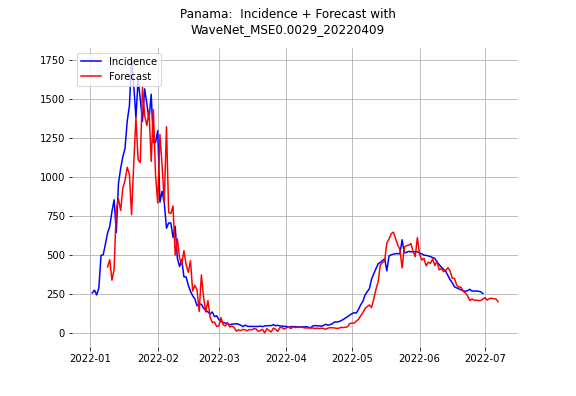 Panama:  Incidence + Forecast with
WaveNet_MSE0.0029_20220409
Incidence
Forecast
1750
1500
1250
1000
750
500
250
0
2022-01 2022-02 2022-03 2022-04 2022-05 2022-06 2022-07